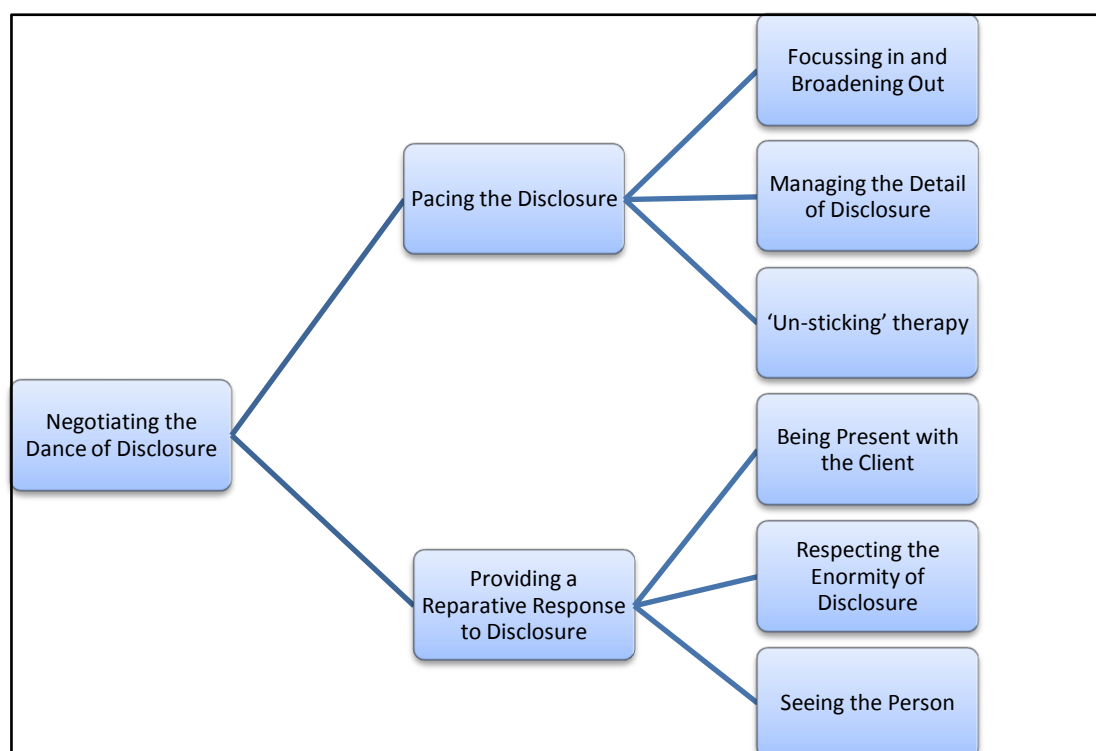 Negotiating the
Dance of Disclosure
Pacing the Disclosure
Focussing in and
Broadening Out
Managing the Detail
of Disclosure
‘Un-sticking’ therapy
Providing a
Reparative Response
to Disclosure
Being Present with
the Client
Respecting the
Enormity of
Disclosure
Seeing the Person